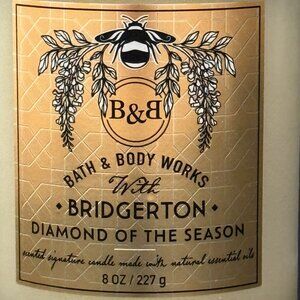 B&B
BATH & BODY WORKS
With
• BRIDGERTON •
DIAMOND OF THE SEASON
scented signature candle made with natural essential oils
8 OZ / 227 g